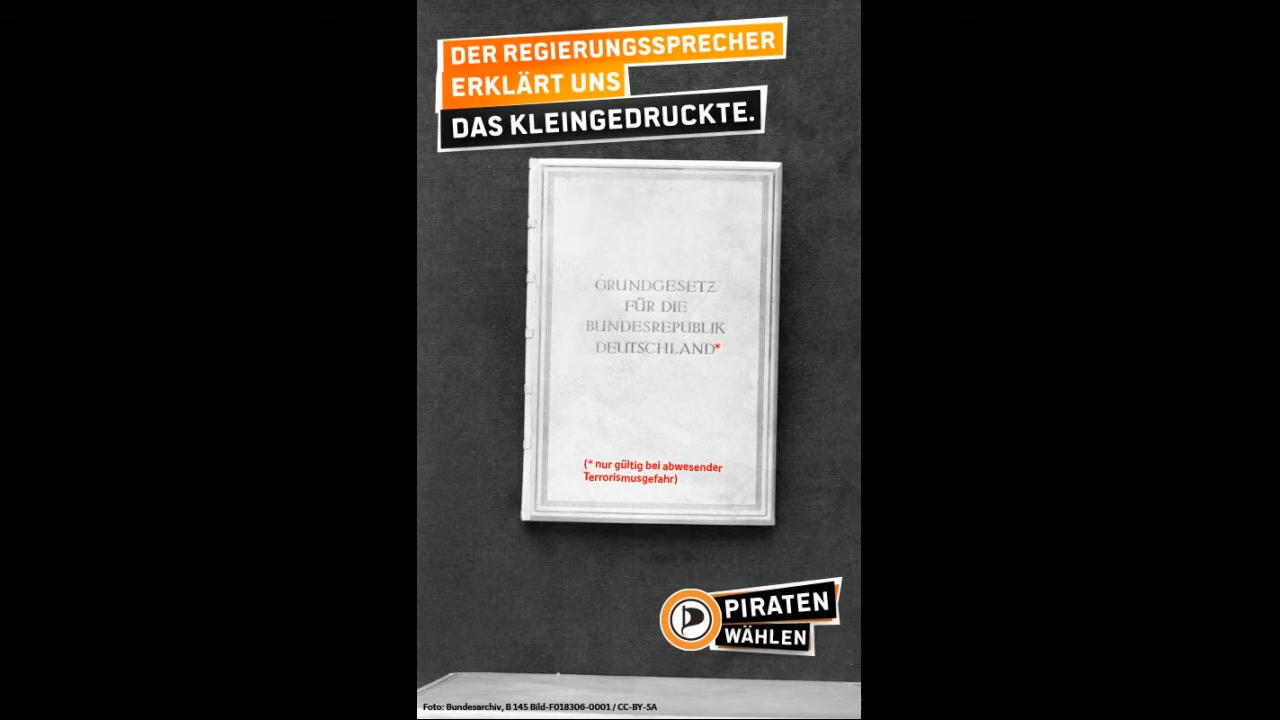 DER REGIERUNGSSPRECHER
ERKLÄRT UNS
DAS KLEINGEDRUCKTE.
GRUNDGESETZ
FÜR DIE
BUNDESREPUBLIK
DEUTSCHLAND*
(* nur gültig bei abwesender
Terrorismusgefahr)
PIRATEN
WÄHLEN
Foto: Bundesarchiv, B 145 Bild-F018306-0001 / CC-BY-SA